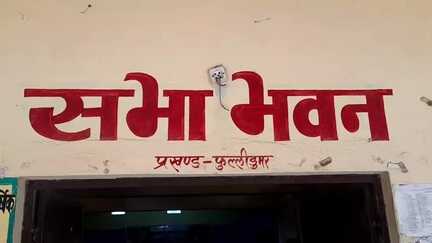 सभा भवन
प्रखण्ड-फुल्लीडुमर